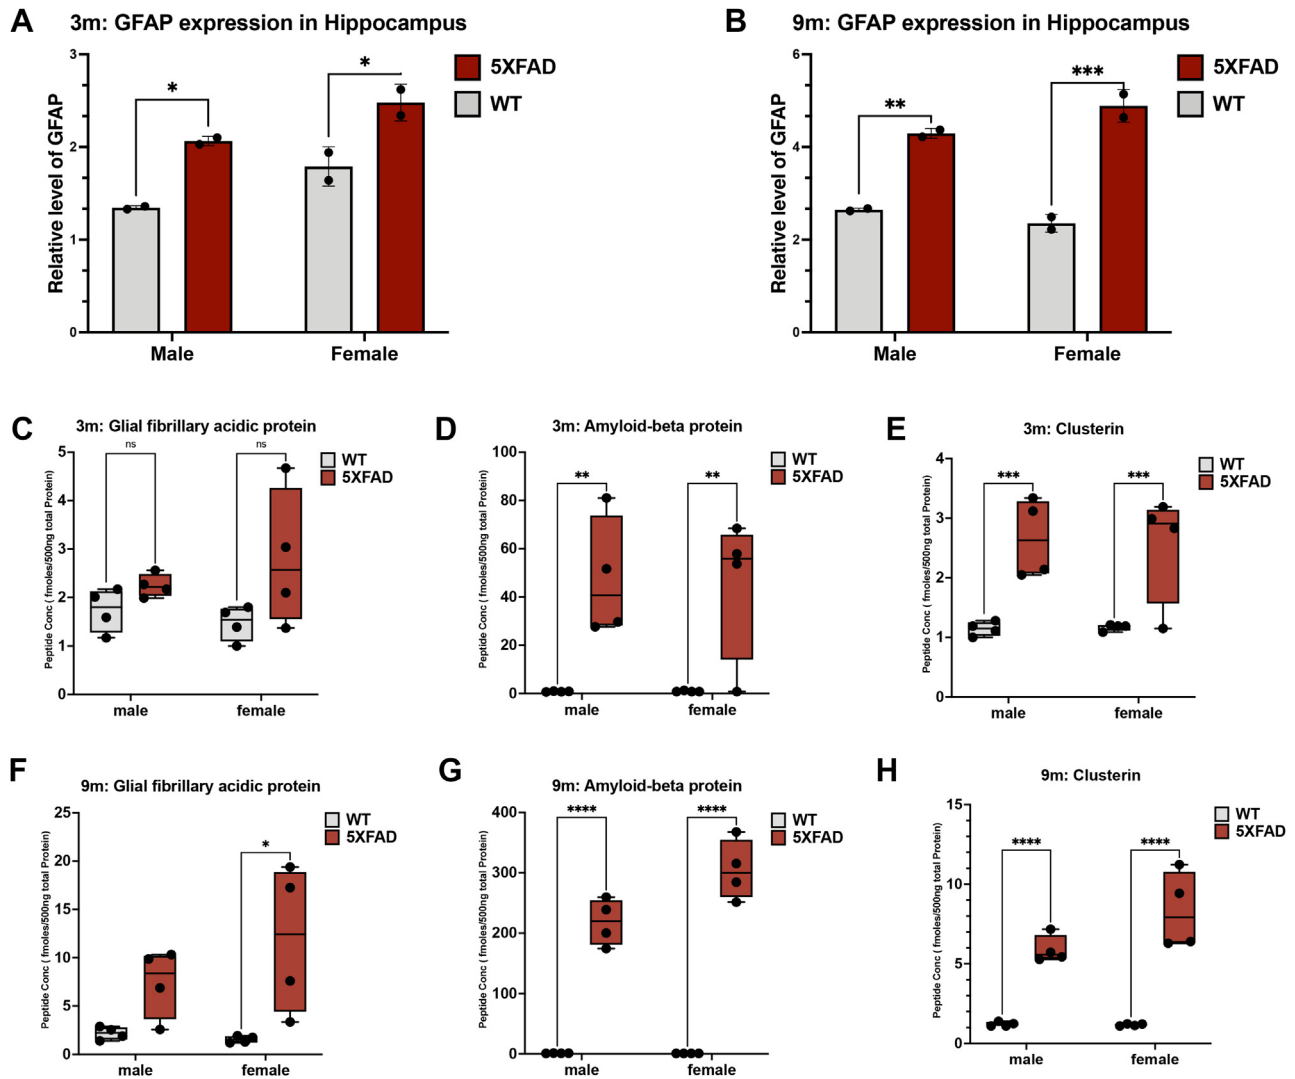 A 3m: GFAP expression in Hippocampus
3
2
1
0
Relative level of GFAP
*
*
5XFAD
WT
Male Female
B 9m: GFAP expression in Hippocampus
6
4
2
0
Relative level of GFAP
**
***
5XFAD
WT
Male Female
C 3m: Glial fibrillary acidic protein
5
4
3
2
1
0
Peptide Conc ( fmoles/500ng total Protein)
ns
ns
WT
5XFAD
male female
D 3m: Amyloid-beta protein
100
80
60
40
20
0
Peptide Conc ( fmoles/500ng total Protein)
**
**
WT
5XFAD
male female
E 3m: Clusterin
4
3
2
1
0
Peptide Conc ( fmoles/500ng total Protein)
***
***
WT
5XFAD
male female
F 9m: Glial fibrillary acidic protein
25
20
15
10
5
0
Peptide Conc ( fmoles/500ng total Protein)
*
WT
5XFAD
male female
G 9m: Amyloid-beta protein
400
300
200
100
0
Peptide Conc ( fmoles/500ng total Protein)
****
****
WT
5XFAD
male female
H 9m: Clusterin
15
10
5
0
Peptide Conc ( fmoles/500ng total Protein)
****
****
WT
5XFAD
male female